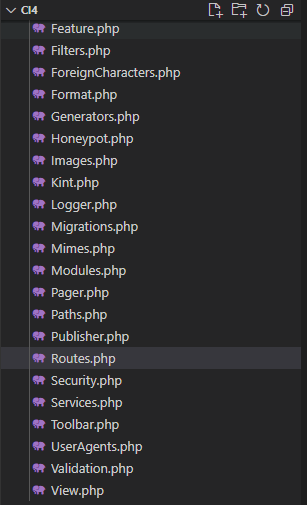 CI4
Feature.php
Filters.php
ForeignCharacters.php
Format.php
Generators.php
Honeypot.php
Images.php
Kint.php
Logger.php
Migrations.php
Mimes.php
Modules.php
Pager.php
Paths.php
Publisher.php
Routes.php
Security.php
Services.php
Toolbar.php
UserAgents.php
Validation.php
View.php